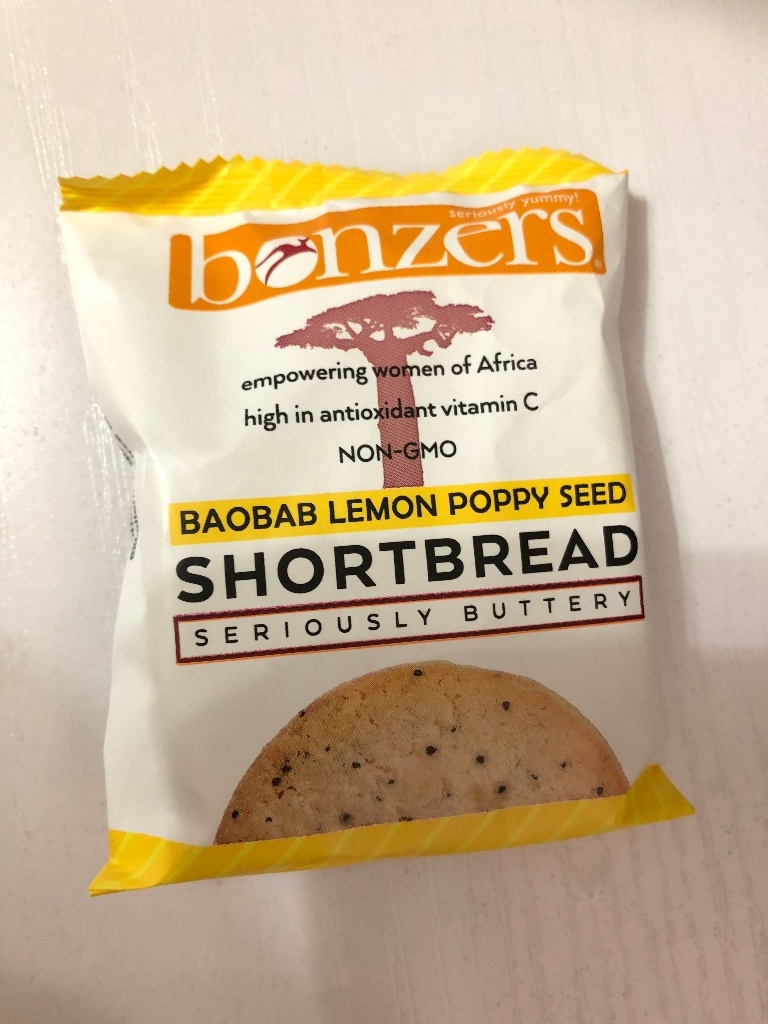 seriously yummy!
bonzers®
empowering women of Africa
high in antioxidant vitamin C
NON-GMO
BAOBAB LEMON POPPY SEED
SHORTBREAD
SERIOUSLY BUTTERY